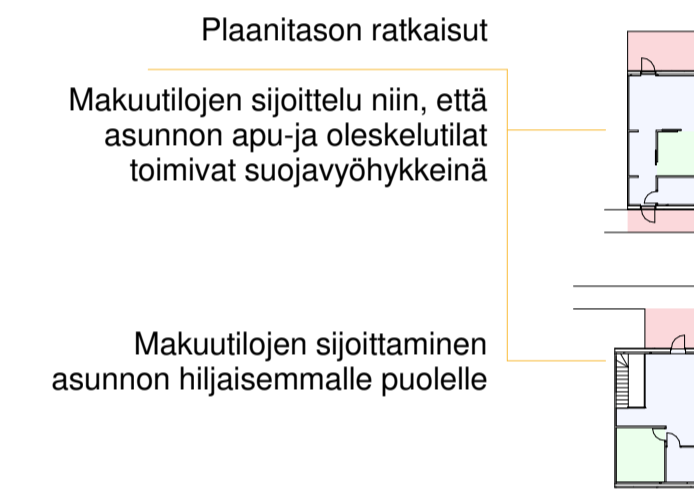 Plaanitason ratkaisut
Makuutilojen sijoittelu niin, että
asunnon apu-ja oleskelutilat
toimivat suojavyöhykkeinä
Makuutilojen sijoittaminen
asunnon hiljaisemmalle puolelle